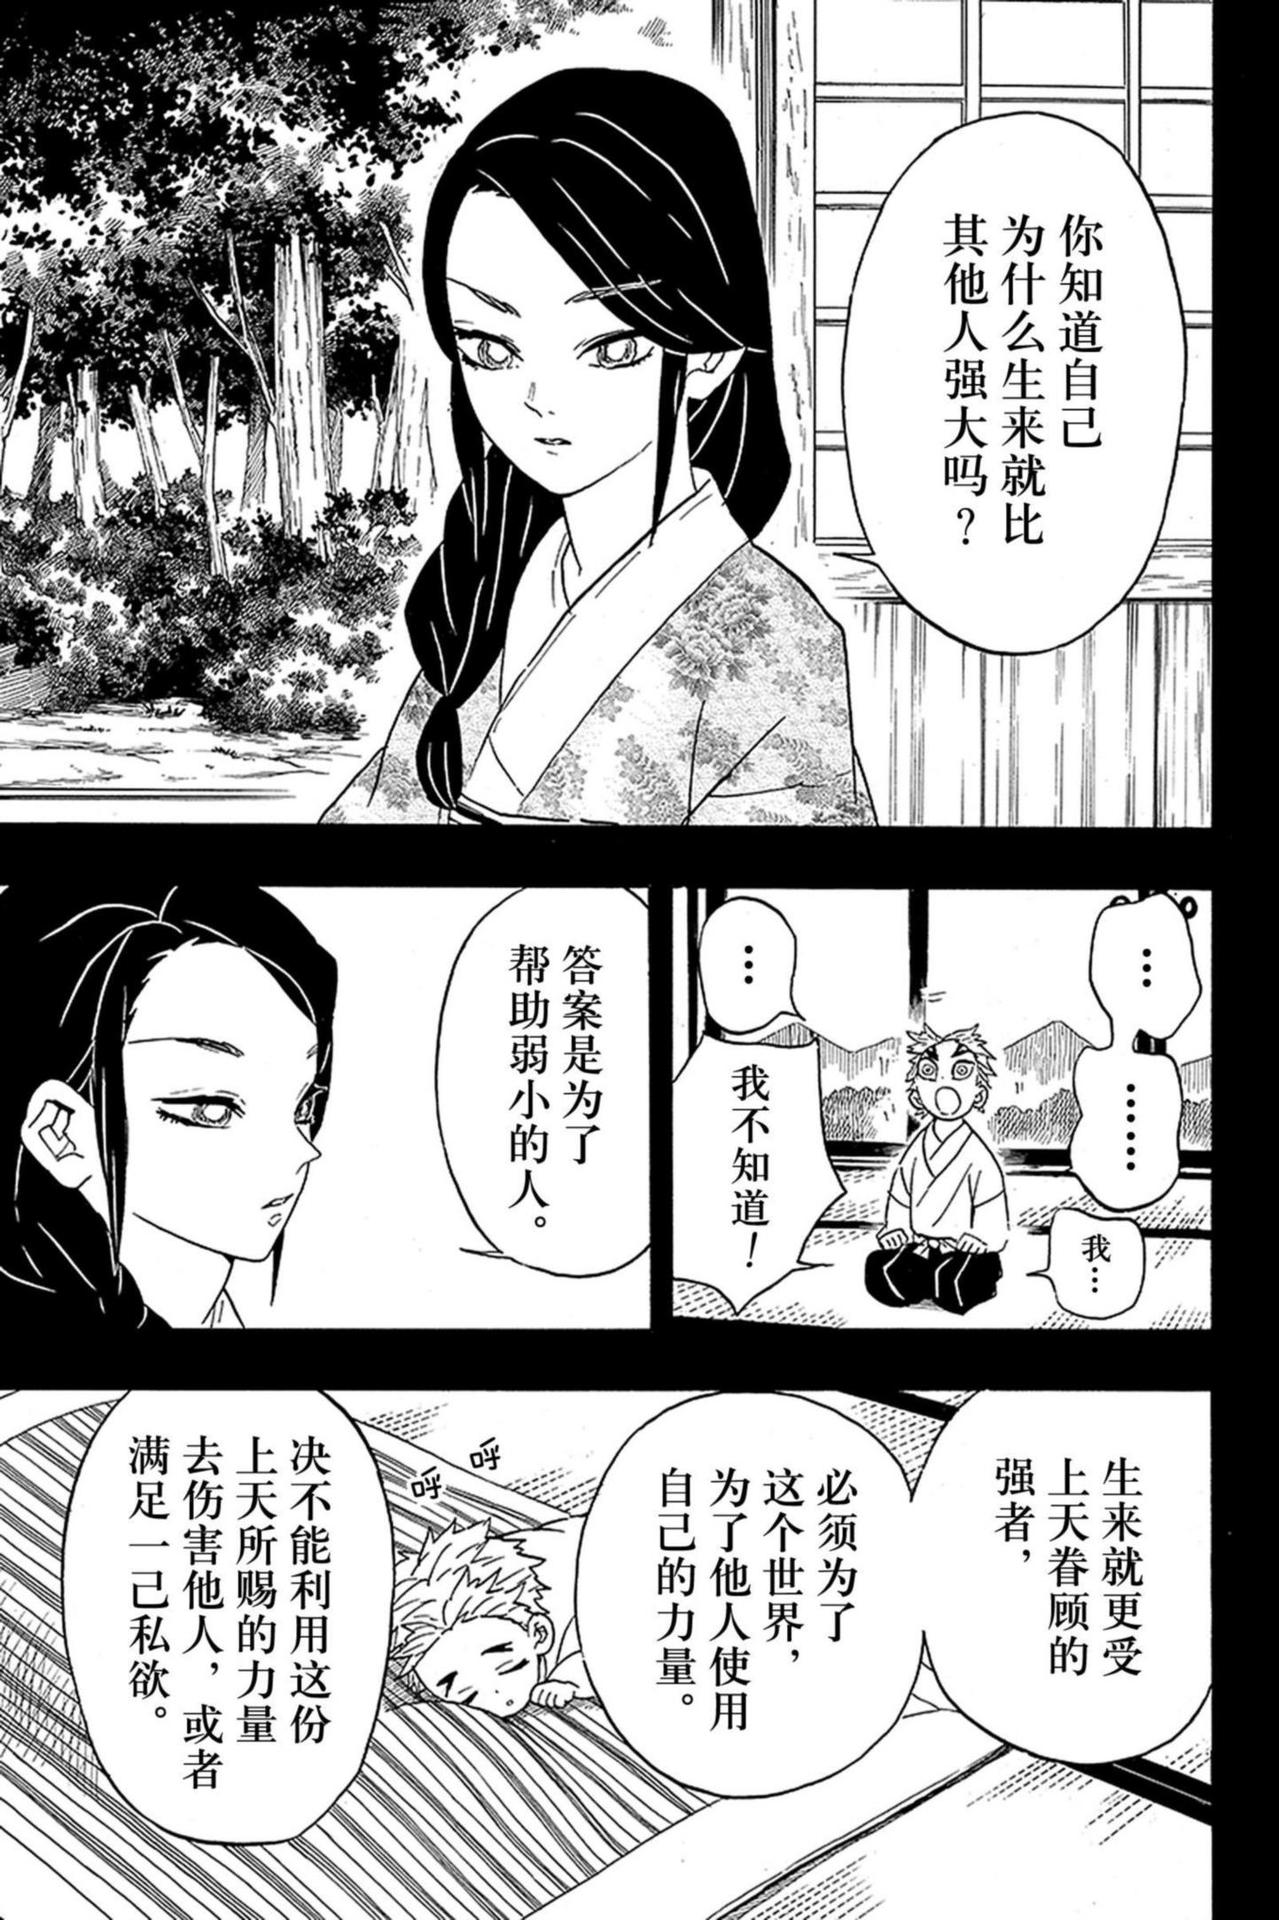 你知道自己
为什么生来就比
其他人强大吗？
…
……
我…
…
我不知道！
答案是为了
帮助弱小的人。
生来就更受
上天眷顾的
强者，
必须为了
这个世界，
为了他人使用
自己的力量。
决不能利用这份
上天所赐的力量
去伤害他人，或者
满足一己私欲。